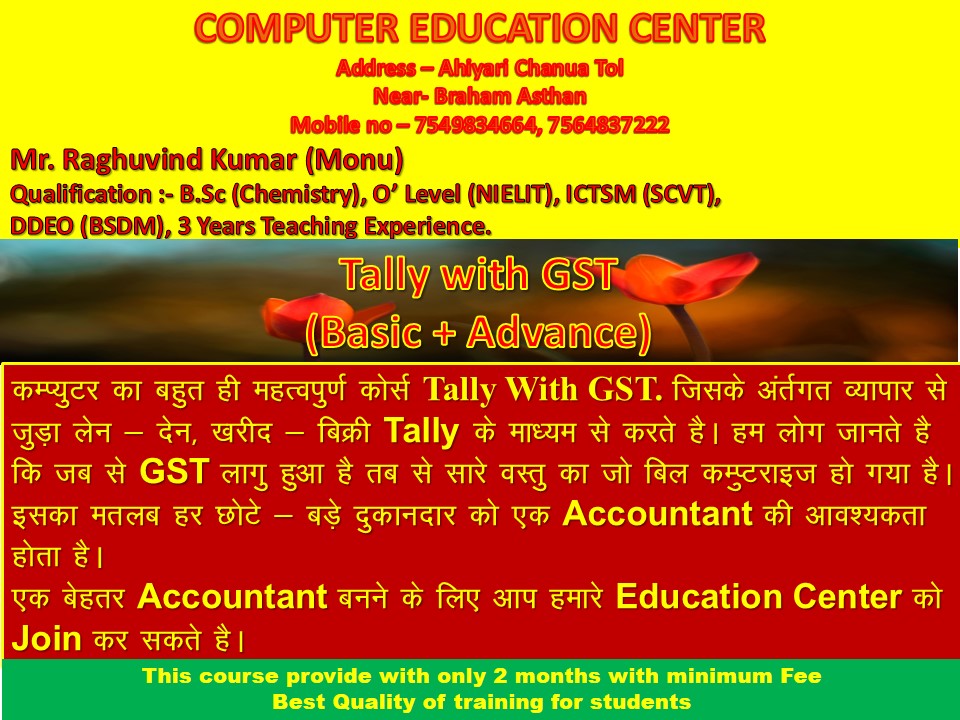 COMPUTER EDUCATION CENTER
Address – Ahiyari Chanua Tol
Near- Braham Asthan
Mobile no – 7549834664, 7564837222
Mr. Raghuvind Kumar (Monu)
Qualification :- B.Sc (Chemistry), O’ Level (NIELIT), ICTSM (SCVT),
DDEO (BSDM), 3 Years Teaching Experience.
Tally with GST
(Basic + Advance)
कम्प्युटर का बहुत ही महत्वपुर्ण कोर्स Tally With GST. जिसके अंर्तगत व्यापार से
जुड़ा लेन – देन, खरीद – बिक्री Tally के माध्यम से करते है। हम लोग जानते है
कि जब से GST लागु हुआ है तब से सारे वस्तु का जो बिल कम्प्टराइज हो गया है।
इसका मतलब हर छोटे – बड़े दुकानदार को एक Accountant की आवश्यकता
होता है।
एक बेहतर Accountant बनने के लिए आप हमारे Education Center को
Join कर सकते है।
This course provide with only 2 months with minimum Fee
Best Quality of training for students